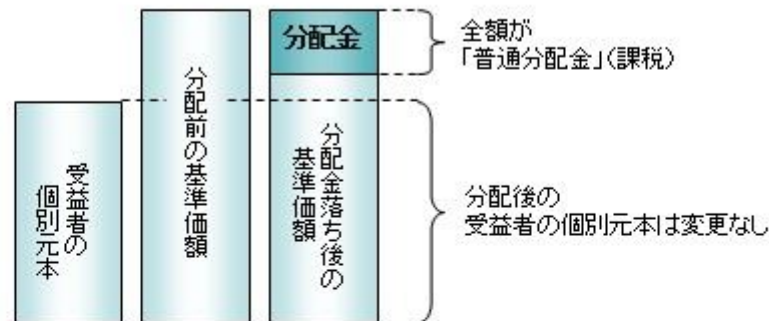 受益者の
個別元本
分配前の基準価額
分配金
分配金落ち後の
基準価額
全額が
「普通分配金」(課税)
分配後の
受益者の個別元本は変更なし